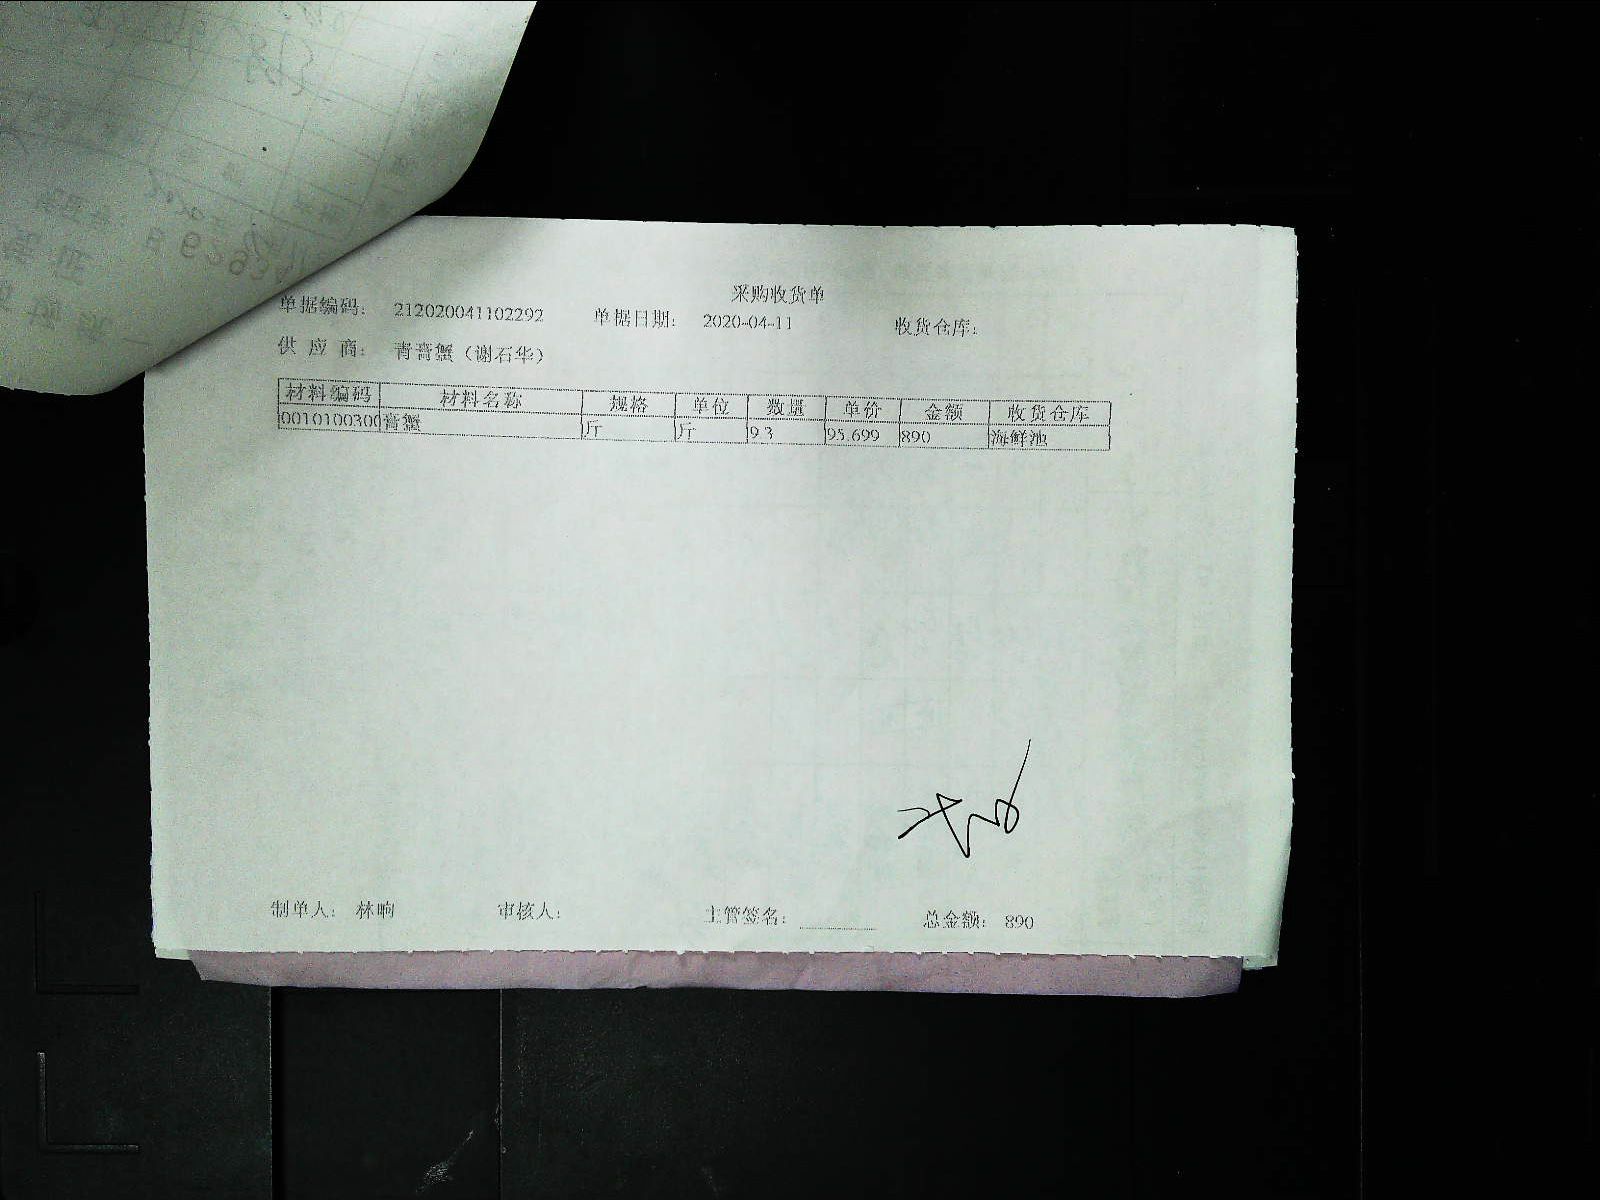 采购收货单
单据编码： 212020041102292 单据日期： 2020-04-11 收货仓库：
供 应 商： 青膏蟹（谢石华）
材料编码 材料名称 规格 单位 数量 单价 金额 收货仓库
0010100300 膏蟹 斤 斤 9.3 95.699 890 海鲜池
制单人： 林响 审核人： 主管签名： 总金额： 890